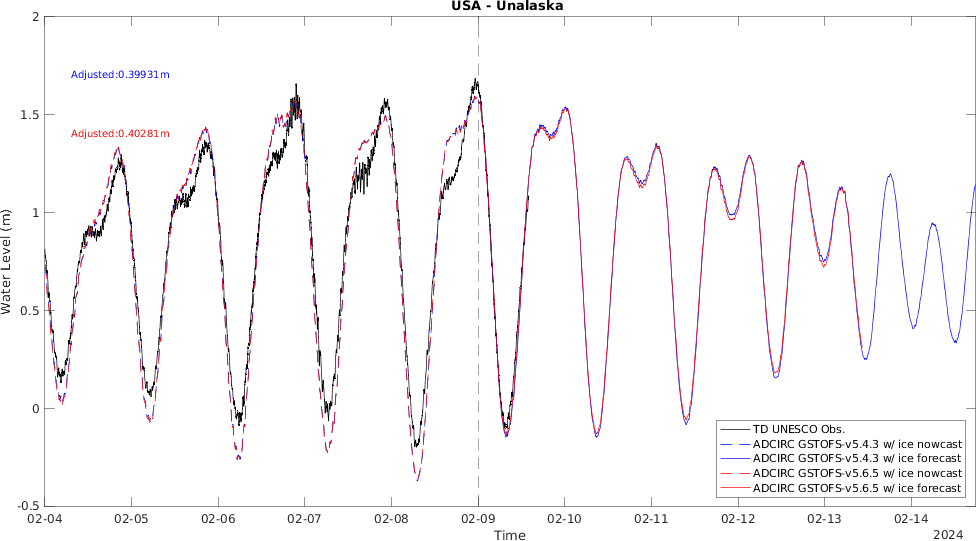 USA - Unalaska
2
1.5
1
0.5
0
-0.5
Water Level (m)
Adjusted:0.39931m
Adjusted:0.40281m
TD UNESCO Obs.
ADCIRC GSTOFS-v5.4.3 w/ ice nowcast
ADCIRC GSTOFS-v5.4.3 w/ ice forecast
ADCIRC GSTOFS-v5.6.5 w/ ice nowcast
ADCIRC GSTOFS-v5.6.5 w/ ice forecast
02-04 02-05 02-06 02-07 02-08 02-09 02-10 02-11 02-12 02-13 02-14
Time
2024